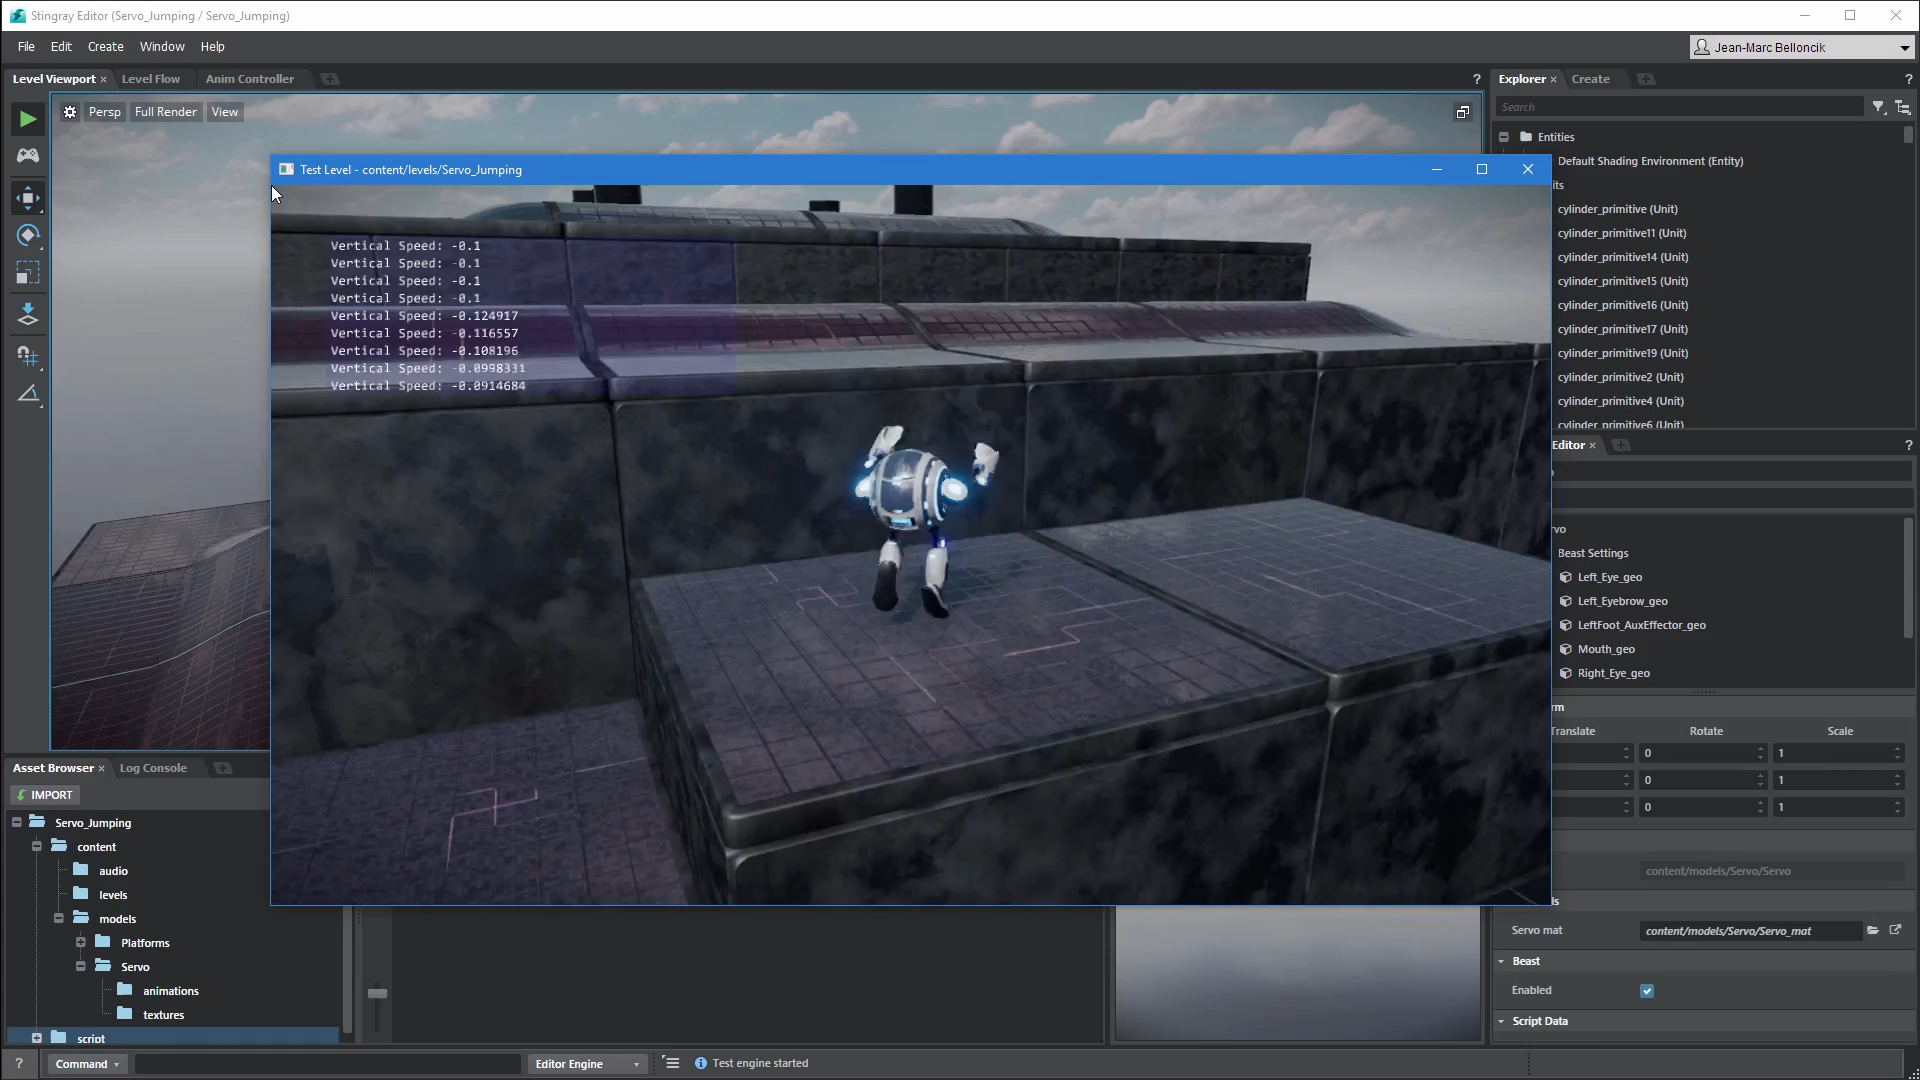 Stingray Editor (Servo_Jumping / Servo_Jumping)
File Edit Create Window Help
Jean-Marc Belloncik
Level Viewport × Level Flow Anim Controller
?
Explorer × Create
?
Persp Full Render View
Search
Entities
Default Shading Environment (Entity)
its
cylinder_primitive (Unit)
cylinder_primitive11 (Unit)
cylinder_primitive14 (Unit)
cylinder_primitive15 (Unit)
cylinder_primitive16 (Unit)
cylinder_primitive17 (Unit)
cylinder_primitive19 (Unit)
cylinder_primitive2 (Unit)
cylinder_primitive4 (Unit)
cylinder_primitive6 (Unit)
Test Level - content/levels/Servo_Jumping
Vertical Speed: -0.1
Vertical Speed: -0.1
Vertical Speed: -0.1
Vertical Speed: -0.1
Vertical Speed: -0.124917
Vertical Speed: -0.116557
Vertical Speed: -0.108196
Vertical Speed: -0.0998331
Vertical Speed: -0.0914684
Editor ×
?
vo
Beast Settings
Left_Eye_geo
Left_Eyebrow_geo
LeftFoot_AuxEffector_geo
Mouth_geo
Right_Eye_geo
rm
Translate Rotate Scale
0 1
0 1
0 1
content/models/Servo/Servo
ls
Servo mat content/models/Servo/Servo_mat
Beast
Enabled
Script Data
Asset Browser × Log Console
IMPORT
Servo_Jumping
content
audio
levels
models
Platforms
Servo
animations
textures
script
? Command Editor Engine Test engine started